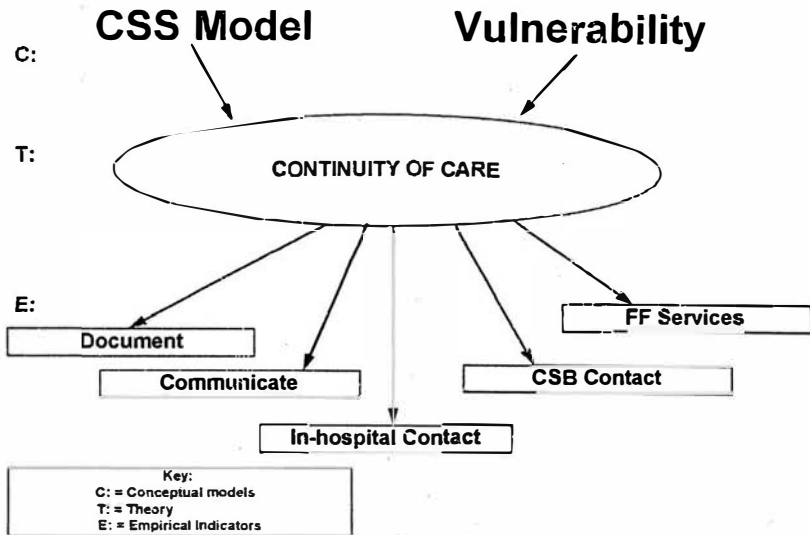 CSS Model
Vulnerability
C:
T:
CONTINUITY OF CARE
E:
FF Services
Document
CSB Contact
Communicate
In-hospital Contact
Key:
C: = Conceptual models
T: = Theory
E: = Empirical Indicators